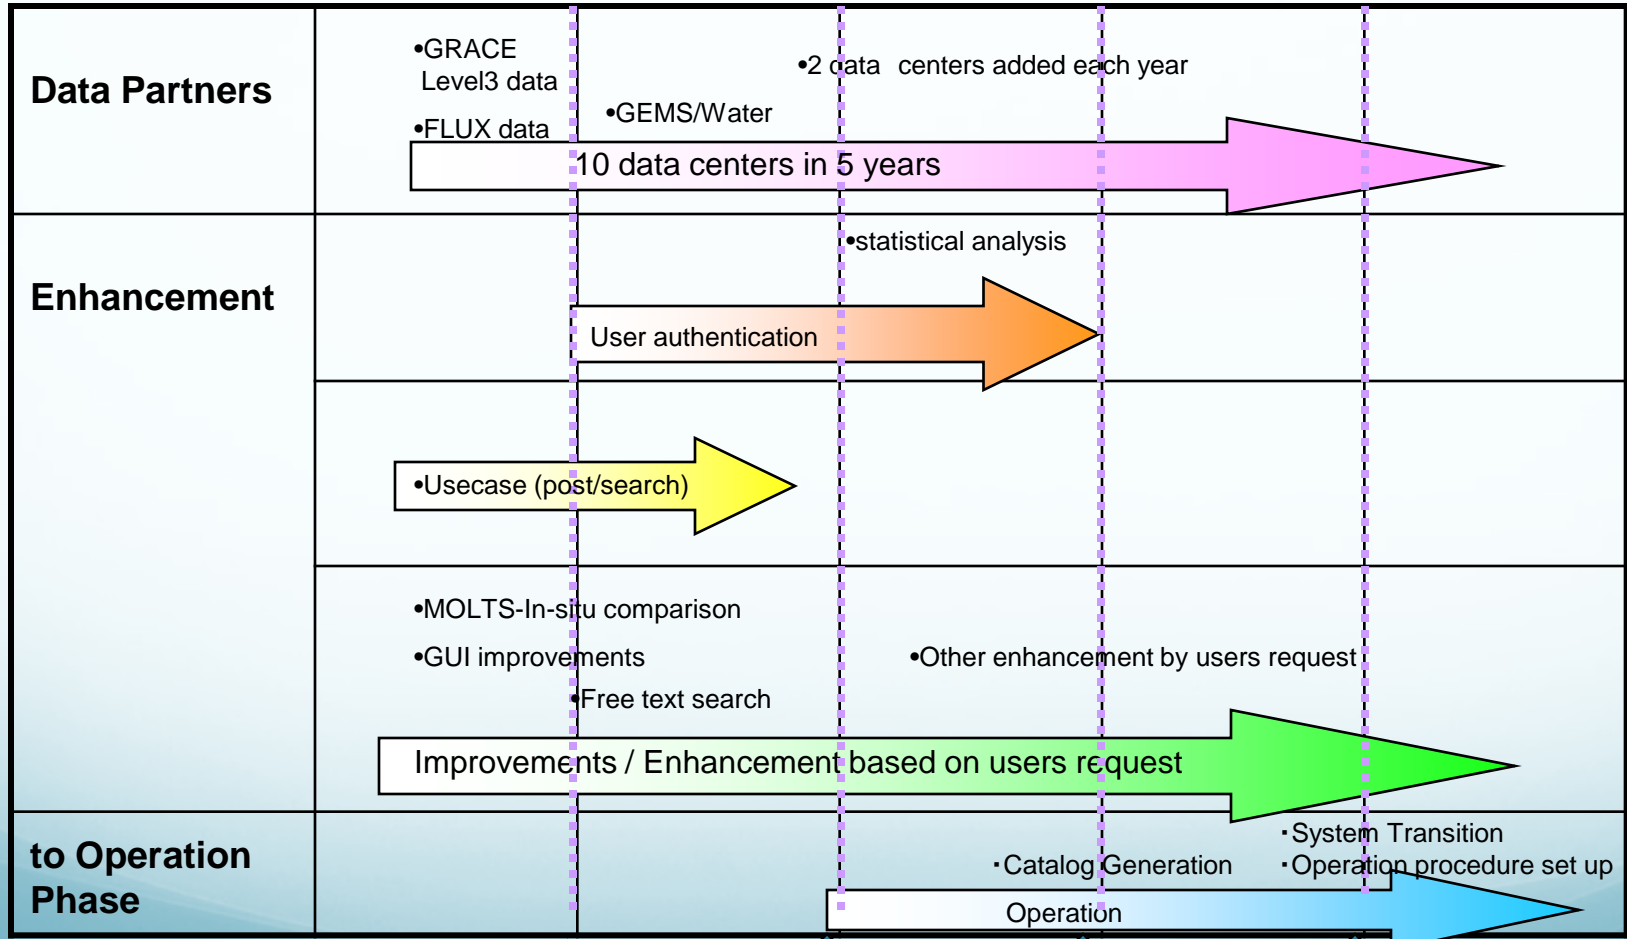 Data Partners
•GRACE
Level3 data
•FLUX data
•GEMS/Water
•2 data centers added each year
10 data centers in 5 years
Enhancement
•statistical analysis
User authentication
•Usecase (post/search)
•MOLTS-In-situ comparison
•GUI improvements
•Free text search
•Other enhancement by users request
Improvements / Enhancement based on users request
to Operation
Phase
・Catalog Generation
・System Transition
・Operation procedure set up
Operation